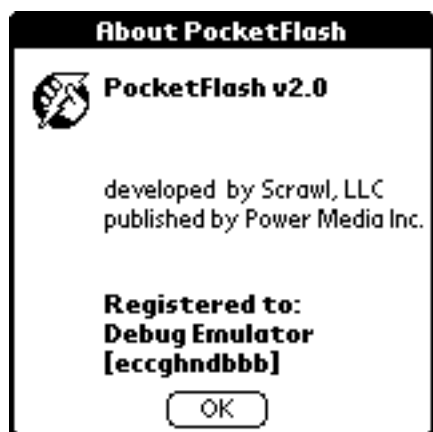 About PocketFlash
PocketFlash v2.0
developed by Scrawl, LLC
published by Power Media Inc.
Registered to:
Debug Emulator
[eccghndbbb]
OK